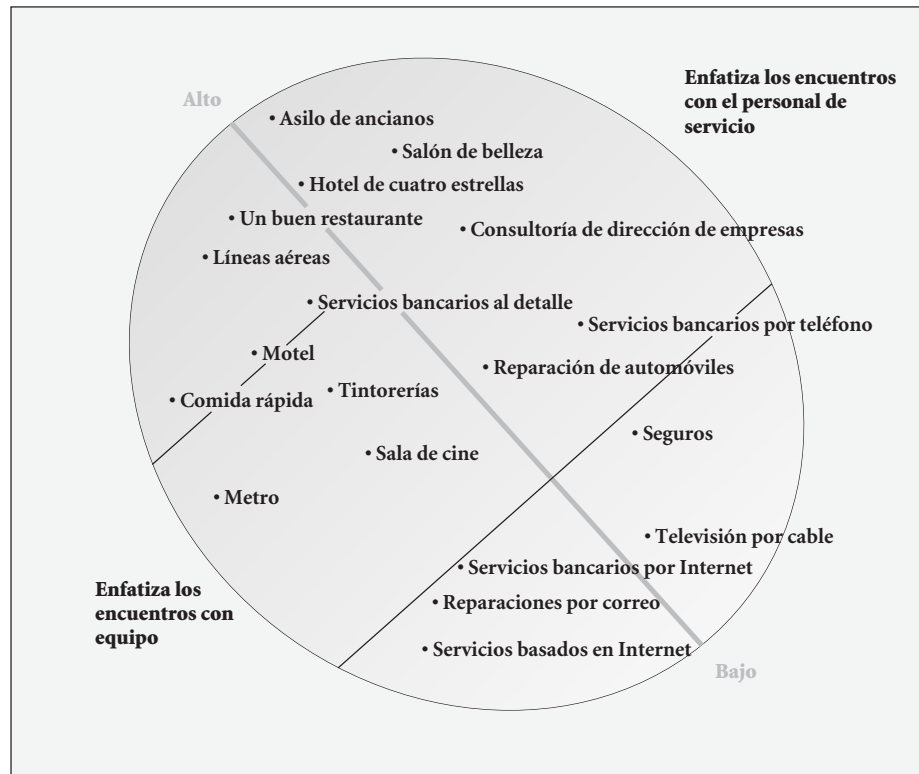 Enfatiza los encuentros
con el personal de
servicio
Alto
• Asilo de ancianos
• Salón de belleza
• Hotel de cuatro estrellas
• Un buen restaurante
• Consultoría de dirección de empresas
• Líneas aéreas
• Servicios bancarios al detalle
• Servicios bancarios por teléfono
• Motel
• Reparación de automóviles
• Tintorerías
• Comida rápida
• Seguros
• Sala de cine
• Metro
• Televisión por cable
• Servicios bancarios por Internet
Enfatiza los
encuentros con
equipo
• Reparaciones por correo
• Servicios basados en Internet
Bajo